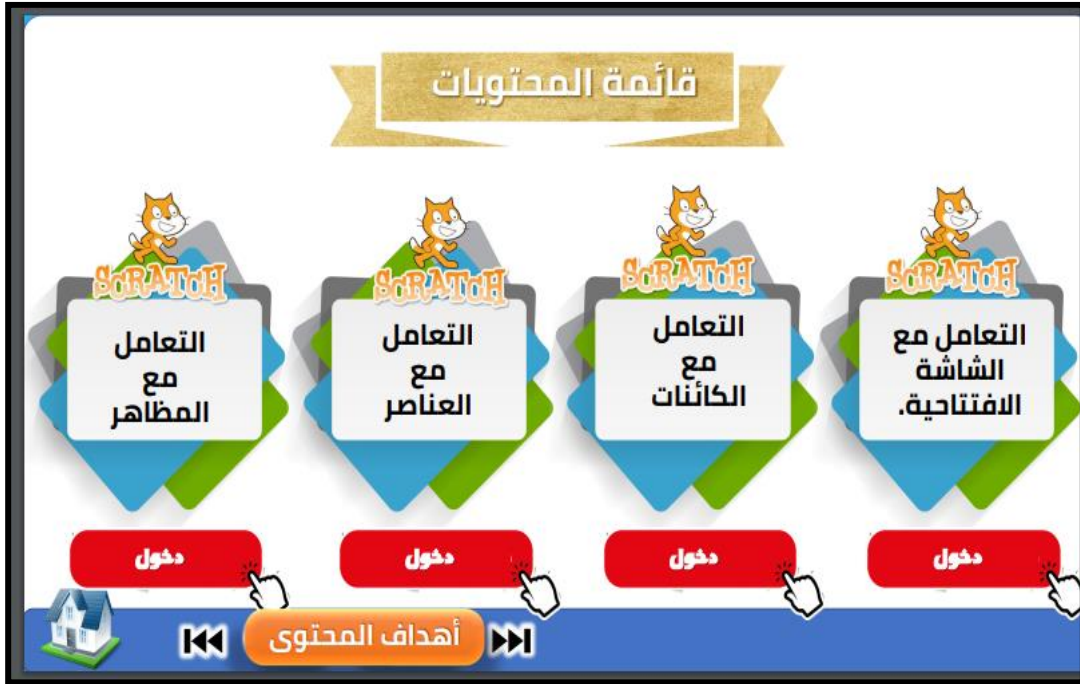 قائمة المحتويات
SCRATCH
التعامل مع
الشاشة
الافتتاحية.
دخول
SCRATCH
التعامل
مع
الكائنات
دخول
SCRATCH
التعامل
مع
العناصر
دخول
SCRATCH
التعامل
مع
المظاهر
دخول
أهداف المحتوى